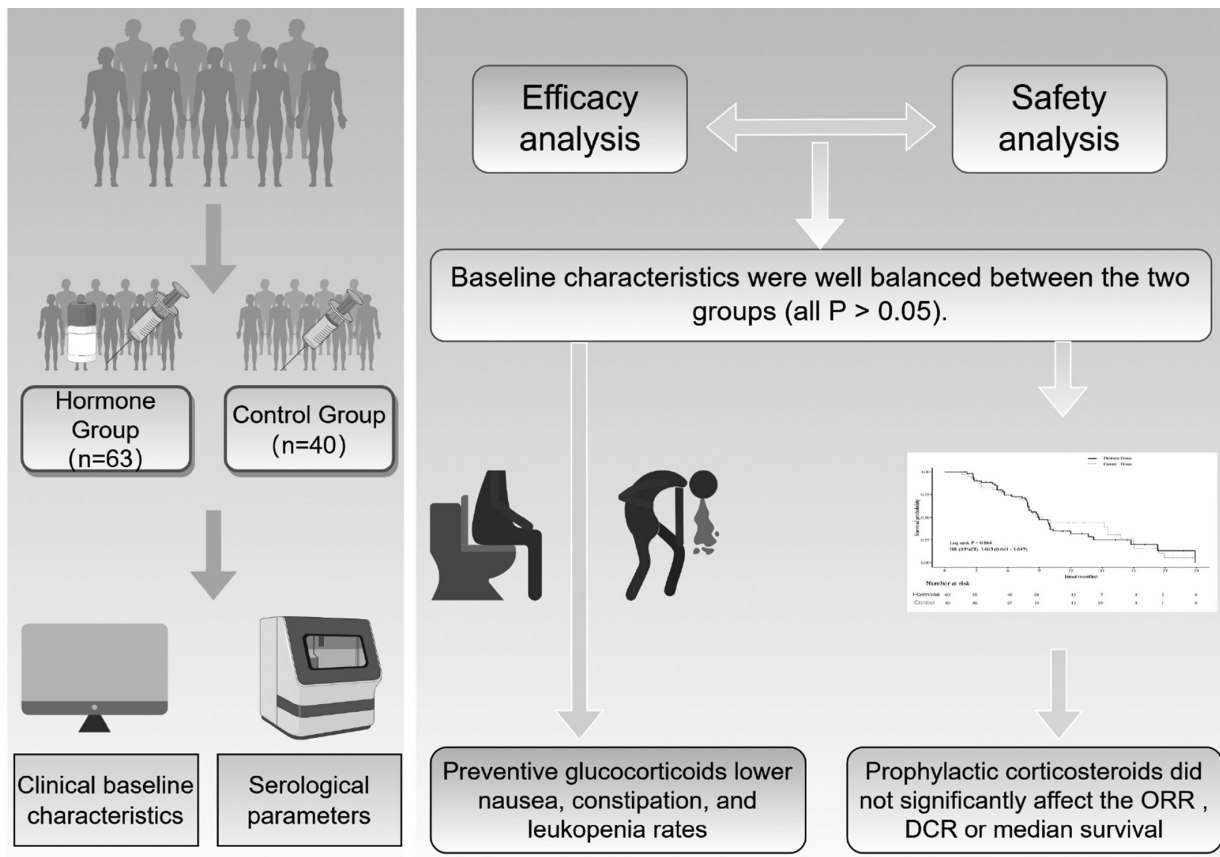 Hormone
Group
(n=63)
Control Group
(n=40)
Clinical baseline
characteristics
Serological
parameters
Efficacy
analysis
Safety
analysis
Baseline characteristics were well balanced between the two
groups (all P > 0.05).
Survival probability
Number at risk
Hormone
Control
Preventive glucocorticoids lower
nausea, constipation, and
leukopenia rates
Prophylactic corticosteroids did
not significantly affect the ORR ,
DCR or median survival